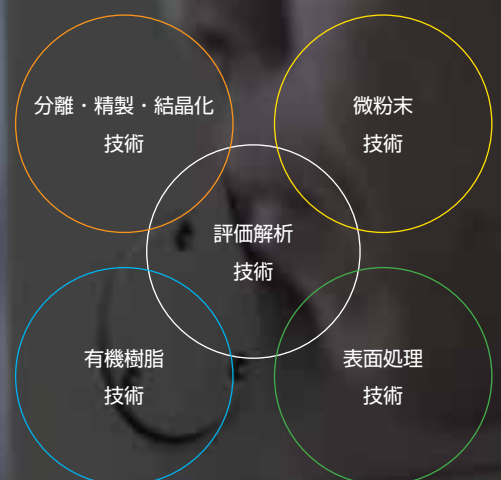 分離・精製・結晶化
技術
微粉末
技術
評価解析
技術
有機樹脂
技術
表面処理
技術